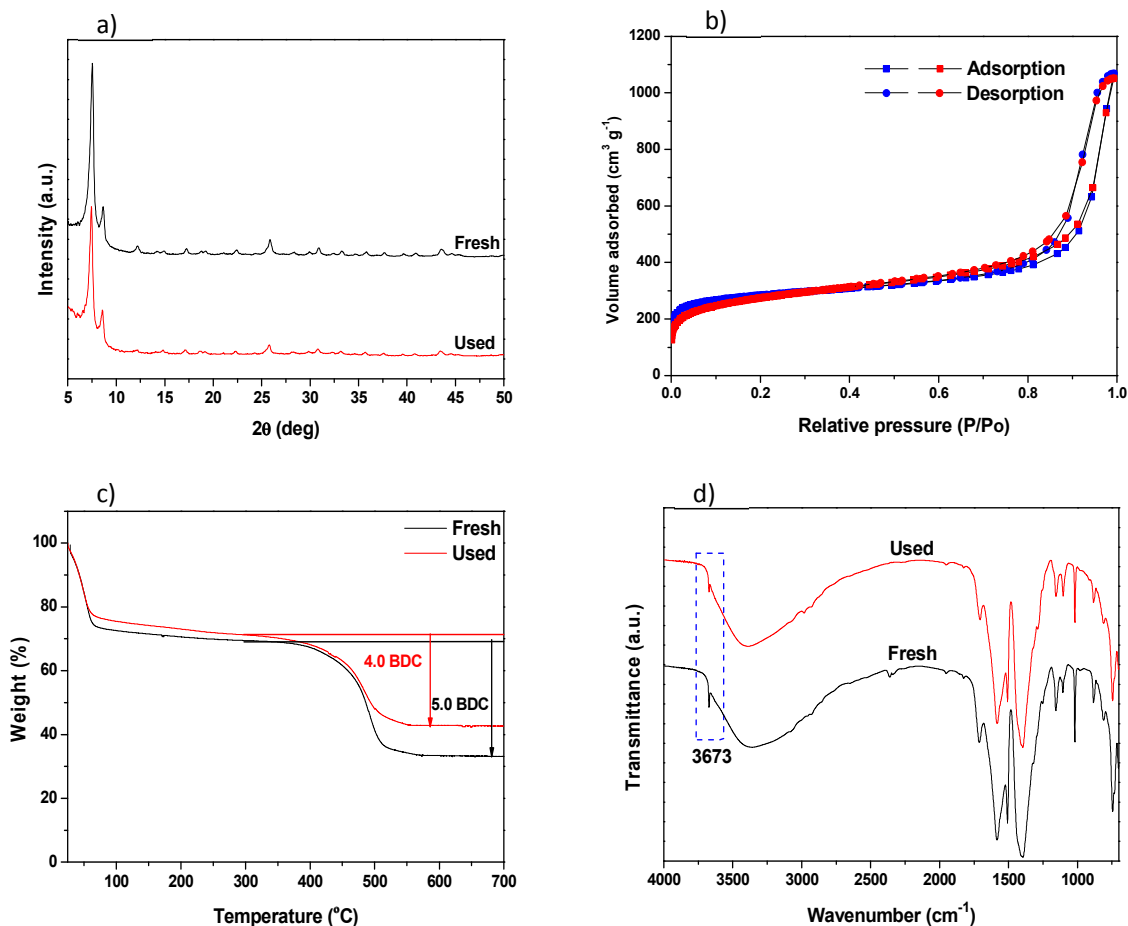 a)
Intensity (a.u.)
Fresh
Used
5 10 15 20 25 30 35 40 45 50
2θ (deg)
b)
1200
1000
800
600
400
200
0
Volume adsorbed (cm³ g⁻¹)
Adsorption
Desorption
0.0 0.2 0.4 0.6 0.8 1.0
Relative pressure (P/Po)
c)
100
80
60
40
20
0
Weight (%)
Fresh
Used
4.0 BDC
5.0 BDC
100 200 300 400 500 600 700
Temperature (°C)
d)
Transmittance (a.u.)
Used
Fresh
3673
4000 3500 3000 2500 2000 1500 1000
Wavenumber (cm⁻¹)